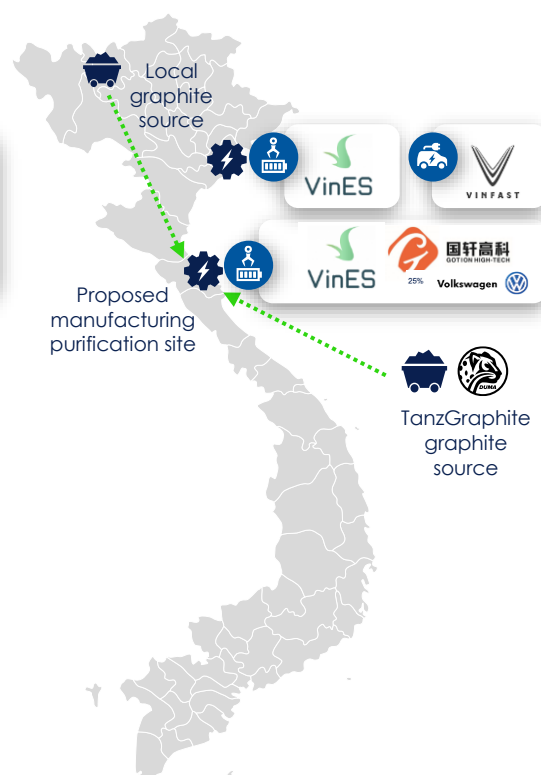 Local
graphite
source
VinES
VINFAST
VinES
国轩高科
GOTION HIGH-TECH
25%
Volkswagen
Proposed
manufacturing
purification site
DUMA
TanzGraphite
graphite
source